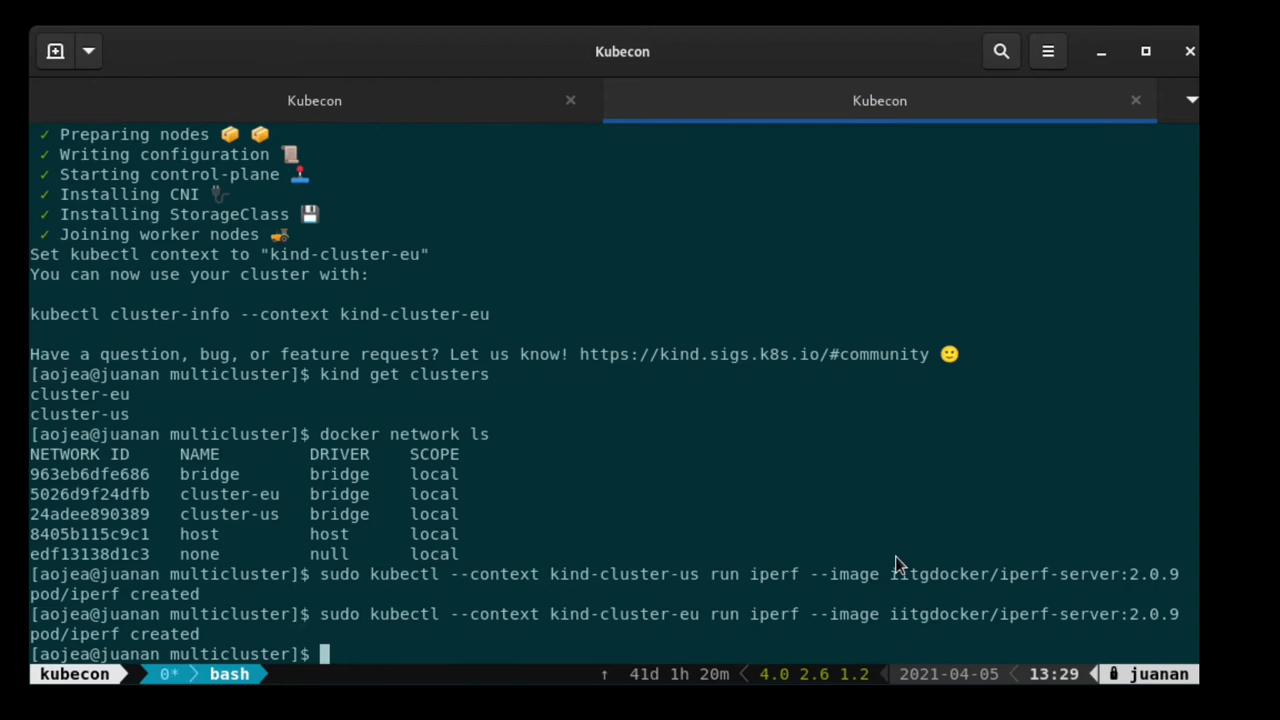 Kubecon
Kubecon
Kubecon
✓ Preparing nodes 📦 📦
✓ Writing configuration 📜
✓ Starting control-plane 🕹️
✓ Installing CNI 🔌
✓ Installing StorageClass 💾
✓ Joining worker nodes 🚜
Set kubectl context to "kind-cluster-eu"
You can now use your cluster with:
kubectl cluster-info --context kind-cluster-eu
Have a question, bug, or feature request? Let us know! https://kind.sigs.k8s.io/#community 🙂
[aojea@juanan multicluster]$ kind get clusters
cluster-eu
cluster-us
[aojea@juanan multicluster]$ docker network ls
NETWORK ID NAME DRIVER SCOPE
963eb6dfe686 bridge bridge local
5026d9f24dfb cluster-eu bridge local
24adee890389 cluster-us bridge local
8405b115c9c1 host host local
edf13138d1c3 none null local
[aojea@juanan multicluster]$ sudo kubectl --context kind-cluster-us run iperf --image iitgdocker/iperf-server:2.0.9
pod/iperf created
[aojea@juanan multicluster]$ sudo kubectl --context kind-cluster-eu run iperf --image iitgdocker/iperf-server:2.0.9
pod/iperf created
[aojea@juanan multicluster]$
kubecon 0* bash ↑ 41d 1h 20m 4.0 2.6 1.2 2021-04-05 13:29 juanan